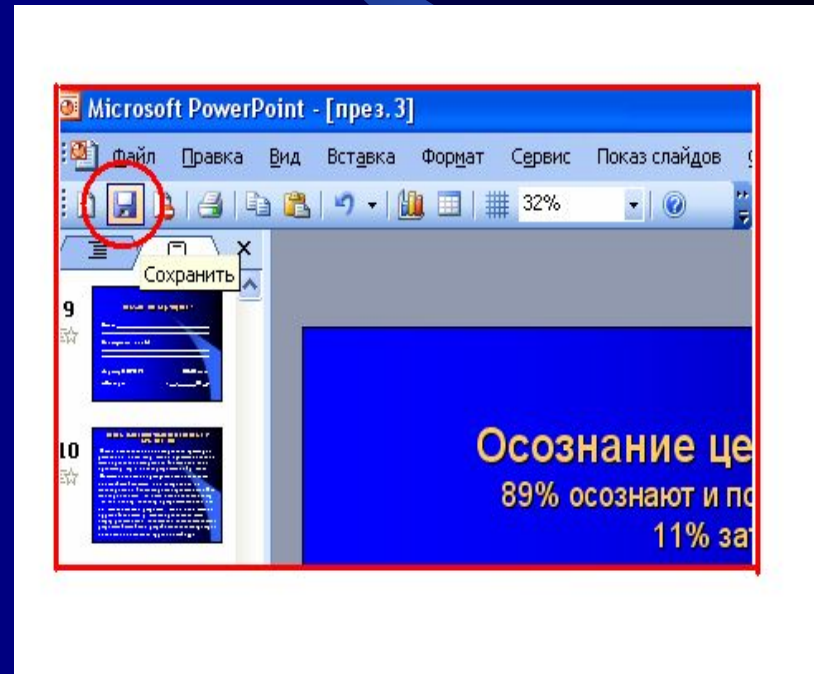 Microsoft PowerPoint - [през. 3]
Файл Правка Вид Вставка Формат Сервис Показ слайдов
32%
Сохранить
9
10
Осознание це
89% осознают и по
11% зат